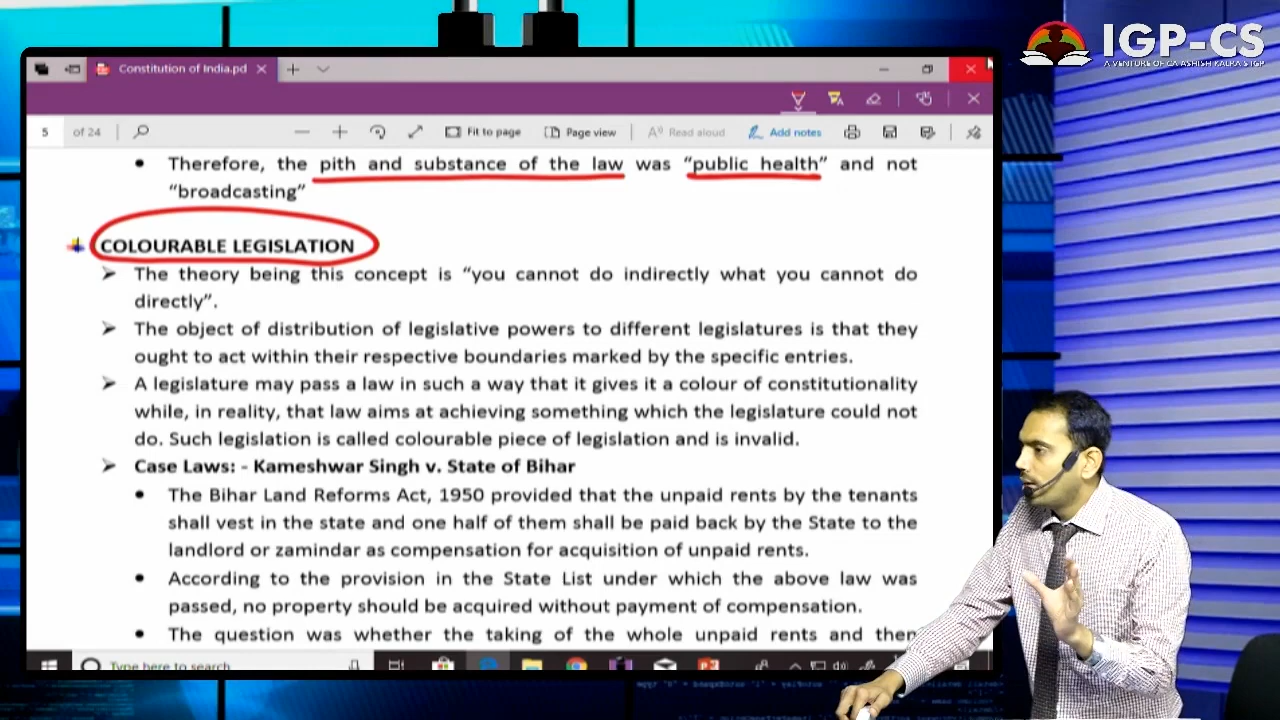 IGP-CS
A VENTURE OF CA ASHISH KALRA'S IGP
Constitution of India.pd
5 of 24 Fit to page Page view Read aloud Add notes
• Therefore, the pith and substance of the law was “public health” and not
“broadcasting”
COLOURABLE LEGISLATION
➤ The theory being this concept is “you cannot do indirectly what you cannot do
directly”.
➤ The object of distribution of legislative powers to different legislatures is that they
ought to act within their respective boundaries marked by the specific entries.
➤ A legislature may pass a law in such a way that it gives it a colour of constitutionality
while, in reality, that law aims at achieving something which the legislature could not
do. Such legislation is called colourable piece of legislation and is invalid.
➤ Case Laws: - Kameshwar Singh v. State of Bihar
• The Bihar Land Reforms Act, 1950 provided that the unpaid rents by the tenants
shall vest in the state and one half of them shall be paid back by the State to the
landlord or zamindar as compensation for acquisition of unpaid rents.
• According to the provision in the State List under which the above law was
passed, no property should be acquired without payment of compensation.
• The question was whether the taking of the whole unpaid rents and then
Type here to search